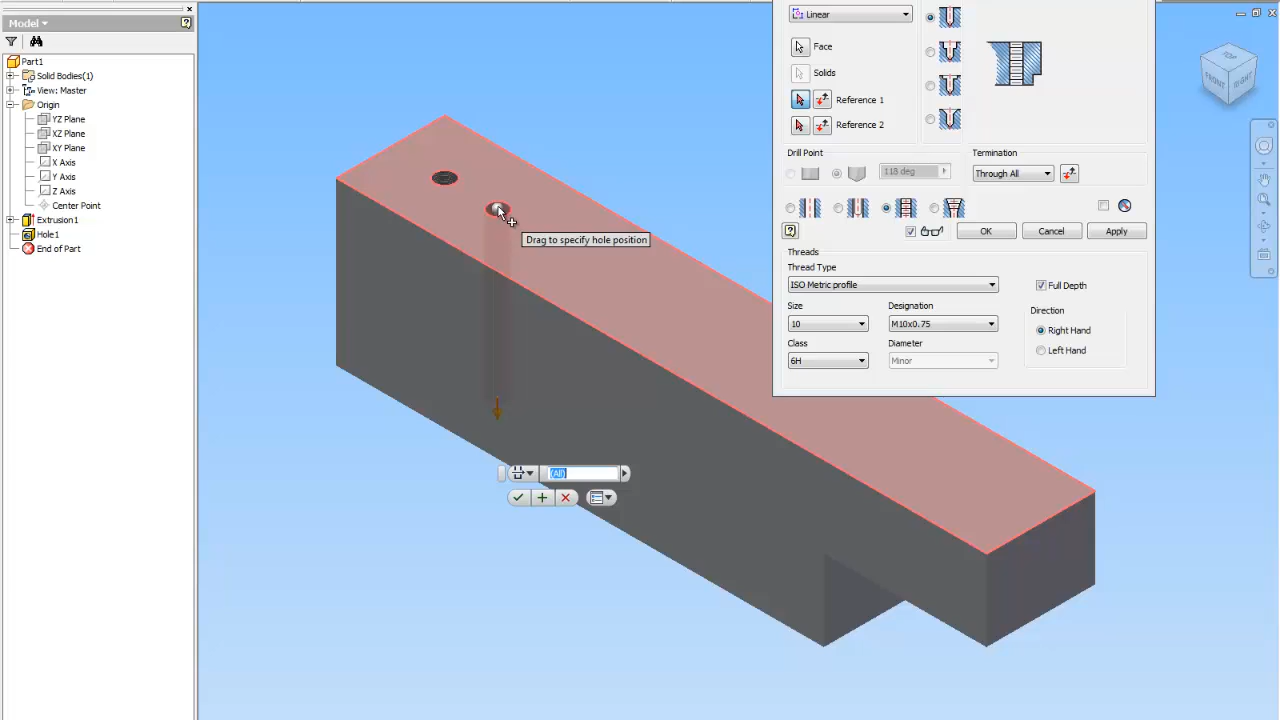 Model
Part1
Solid Bodies(1)
View: Master
Origin
YZ Plane
XZ Plane
XY Plane
X Axis
Y Axis
Z Axis
Center Point
Extrusion1
Hole1
End of Part
Linear
Face
Solids
Reference 1
Reference 2
Drill Point
118 deg
Termination
Through All
OK
Cancel
Apply
Threads
Thread Type
ISO Metric profile
Full Depth
Size
Designation
10
M10x0.75
Direction
Right Hand
Left Hand
Class
Diameter
6H
Minor
Drag to specify hole position
(All)
TOP
FRONT
RIGHT